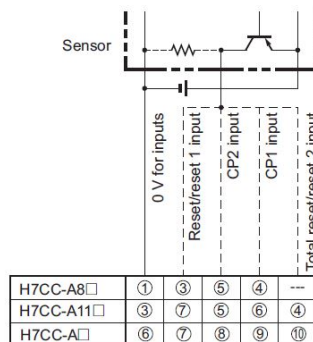 Sensor
0 V for inputs
Reset/reset 1 input
CP2 input
CP1 input
Total reset/reset 2 input
H7CC-A8□ ① ③ ⑤ ④ ---
H7CC-A11□ ③ ⑦ ⑤ ⑥ ④
H7CC-A□ ⑥ ⑦ ⑧ ⑨ ⑩